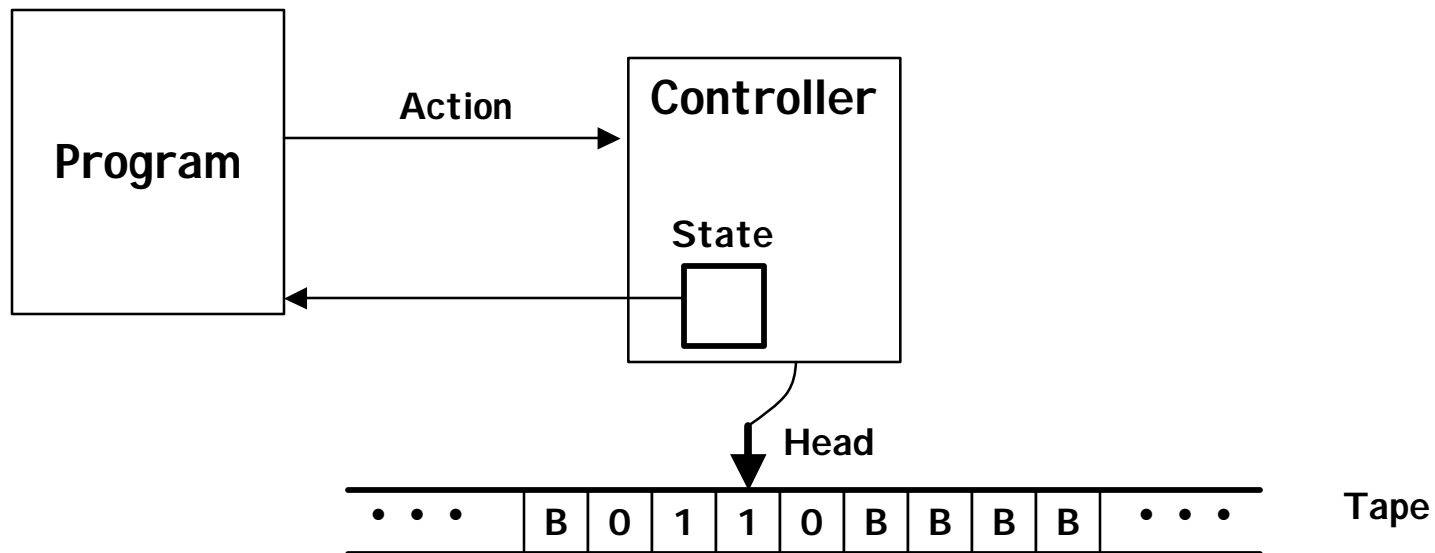 Program
Action
Controller
State
Head
• • • B 0 1 1 0 B B B B • • • Tape